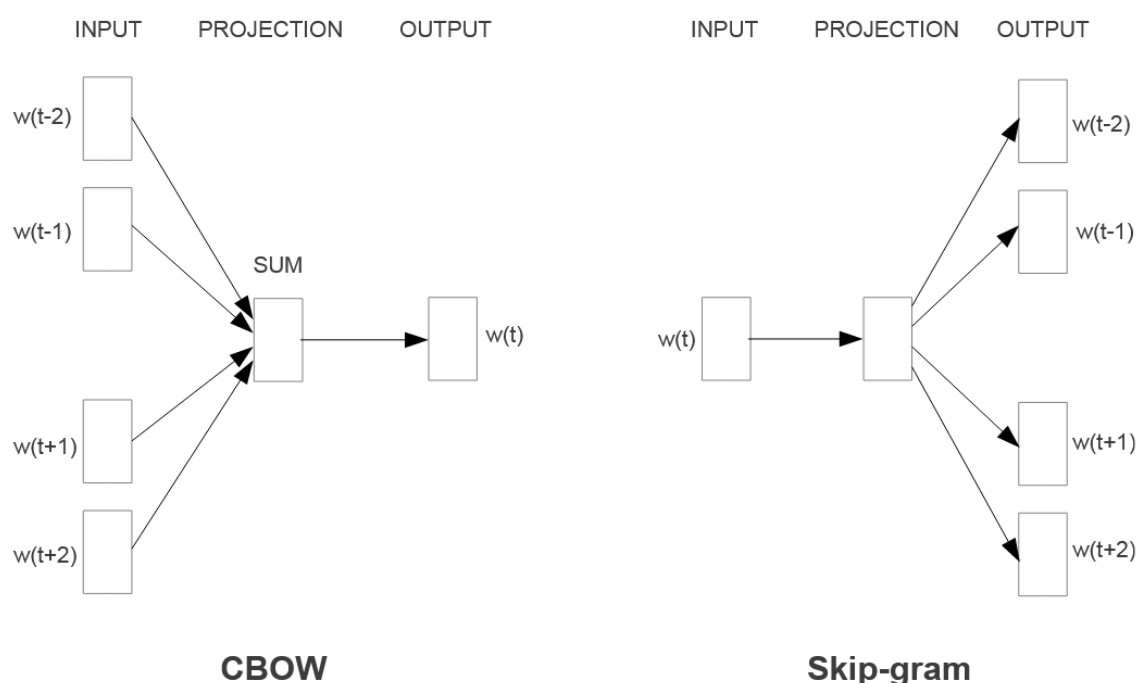 INPUT PROJECTION OUTPUT
w(t-2)
w(t-1)
SUM
w(t)
w(t+1)
w(t+2)
CBOW
INPUT PROJECTION OUTPUT
w(t-2)
w(t-1)
w(t)
w(t+1)
w(t+2)
Skip-gram